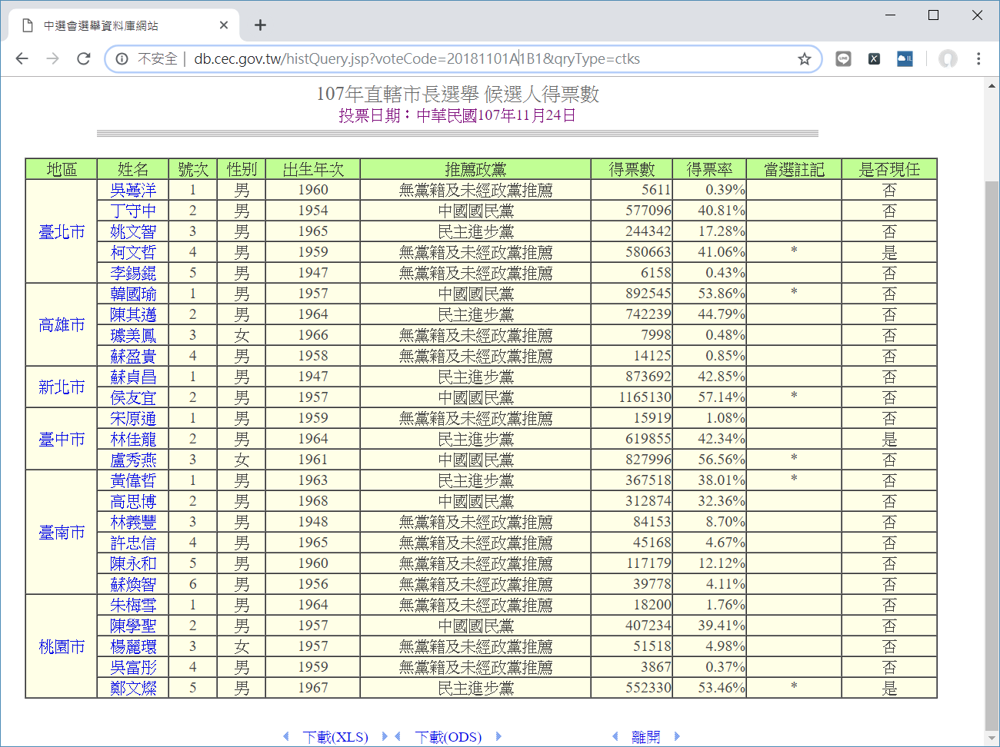 中選會選舉資料庫網站
不安全 | db.cec.gov.tw/histQuery.jsp?voteCode=20181101A1B1&qryType=ctks
107年直轄市長選舉 候選人得票數
投票日期：中華民國107年11月24日
地區 姓名 號次 性別 出生年次 推薦政黨 得票數 得票率 當選註記 是否現任
臺北市 吳蕚洋 1 男 1960 無黨籍及未經政黨推薦 5611 0.39% 否
丁守中 2 男 1954 中國國民黨 577096 40.81% 否
姚文智 3 男 1965 民主進步黨 244342 17.28% 否
柯文哲 4 男 1959 無黨籍及未經政黨推薦 580663 41.06% * 是
李錫錕 5 男 1947 無黨籍及未經政黨推薦 6158 0.43% 否
高雄市 韓國瑜 1 男 1957 中國國民黨 892545 53.86% * 否
陳其邁 2 男 1964 民主進步黨 742239 44.79% 否
璩美鳳 3 女 1966 無黨籍及未經政黨推薦 7998 0.48% 否
蘇盈貴 4 男 1958 無黨籍及未經政黨推薦 14125 0.85% 否
新北市 蘇貞昌 1 男 1947 民主進步黨 873692 42.85% 否
侯友宜 2 男 1957 中國國民黨 1165130 57.14% * 否
臺中市 宋原通 1 男 1959 無黨籍及未經政黨推薦 15919 1.08% 否
林佳龍 2 男 1964 民主進步黨 619855 42.34% 是
盧秀燕 3 女 1961 中國國民黨 827996 56.56% * 否
臺南市 黃偉哲 1 男 1963 民主進步黨 367518 38.01% * 否
高思博 2 男 1968 中國國民黨 312874 32.36% 否
林義豐 3 男 1948 無黨籍及未經政黨推薦 84153 8.70% 否
許忠信 4 男 1965 無黨籍及未經政黨推薦 45168 4.67% 否
陳永和 5 男 1960 無黨籍及未經政黨推薦 117179 12.12% 否
蘇煥智 6 男 1956 無黨籍及未經政黨推薦 39778 4.11% 否
桃園市 朱梅雪 1 男 1964 無黨籍及未經政黨推薦 18200 1.76% 否
陳學聖 2 男 1957 中國國民黨 407234 39.41% 否
楊麗環 3 女 1957 無黨籍及未經政黨推薦 51518 4.98% 否
吳富彤 4 男 1959 無黨籍及未經政黨推薦 3867 0.37% 否
鄭文燦 5 男 1967 民主進步黨 552330 53.46% * 是
下載(XLS) 下載(ODS) 離開